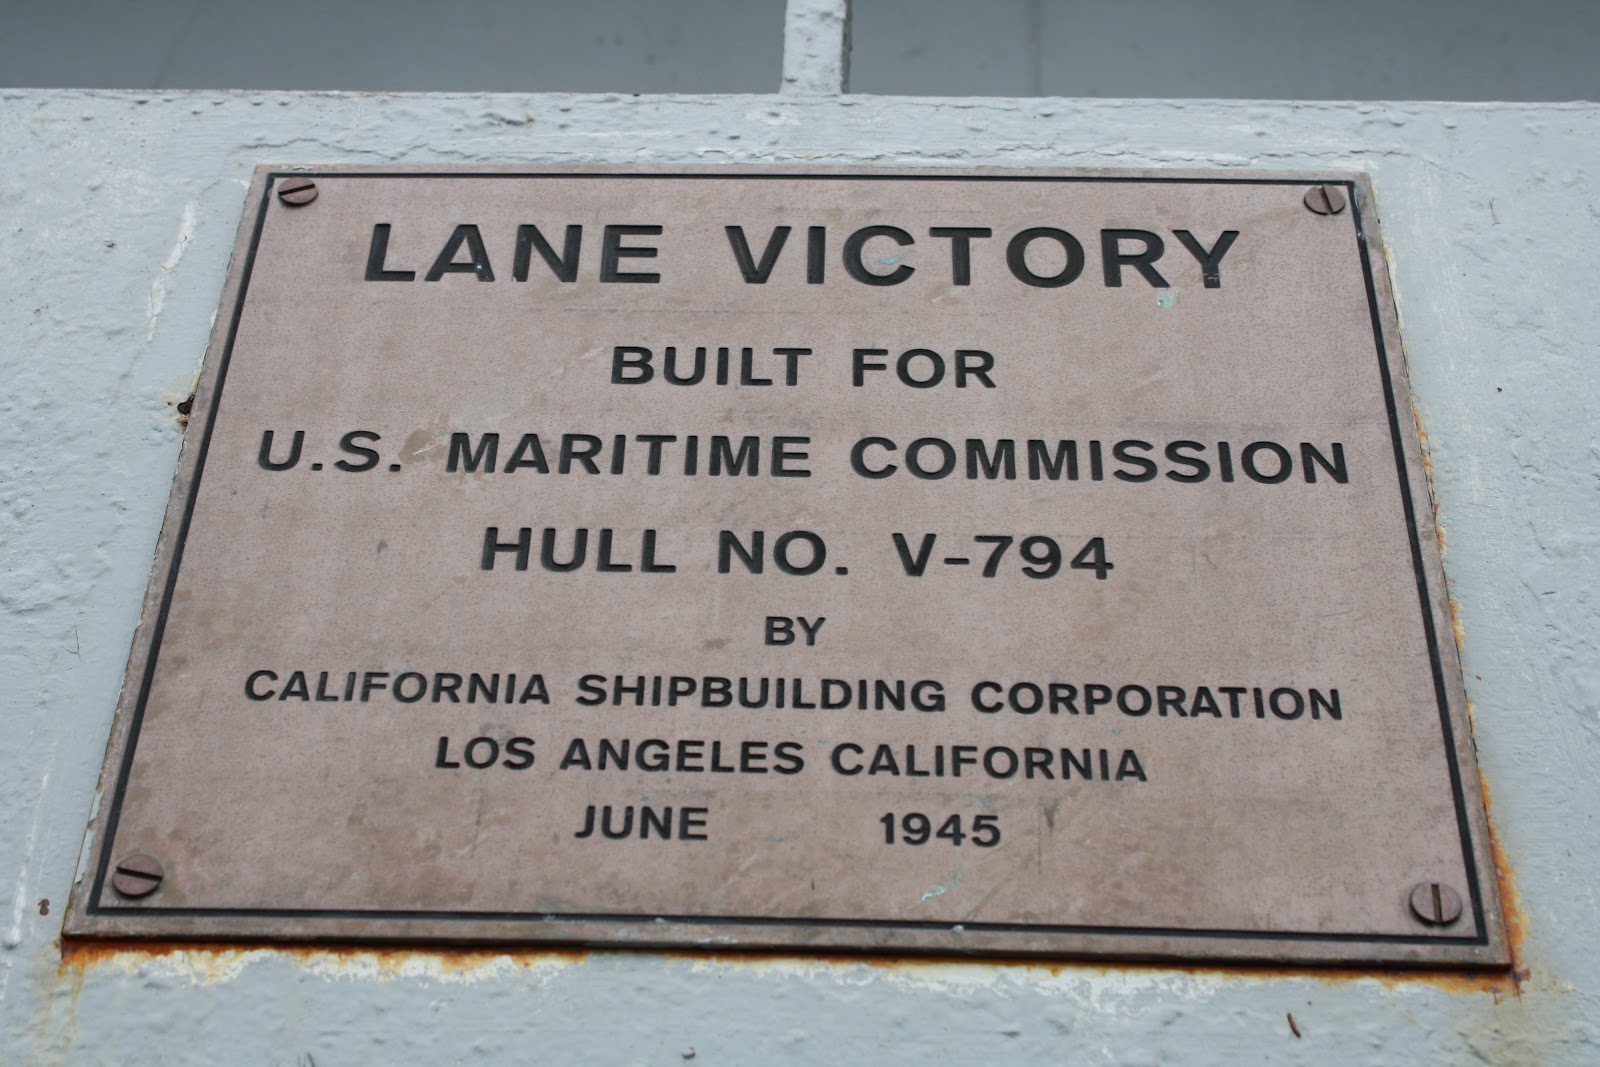 LANE VICTORY
BUILT FOR
U.S. MARITIME COMMISSION
HULL NO. V-794
BY
CALIFORNIA SHIPBUILDING CORPORATION
LOS ANGELES CALIFORNIA
JUNE 1945